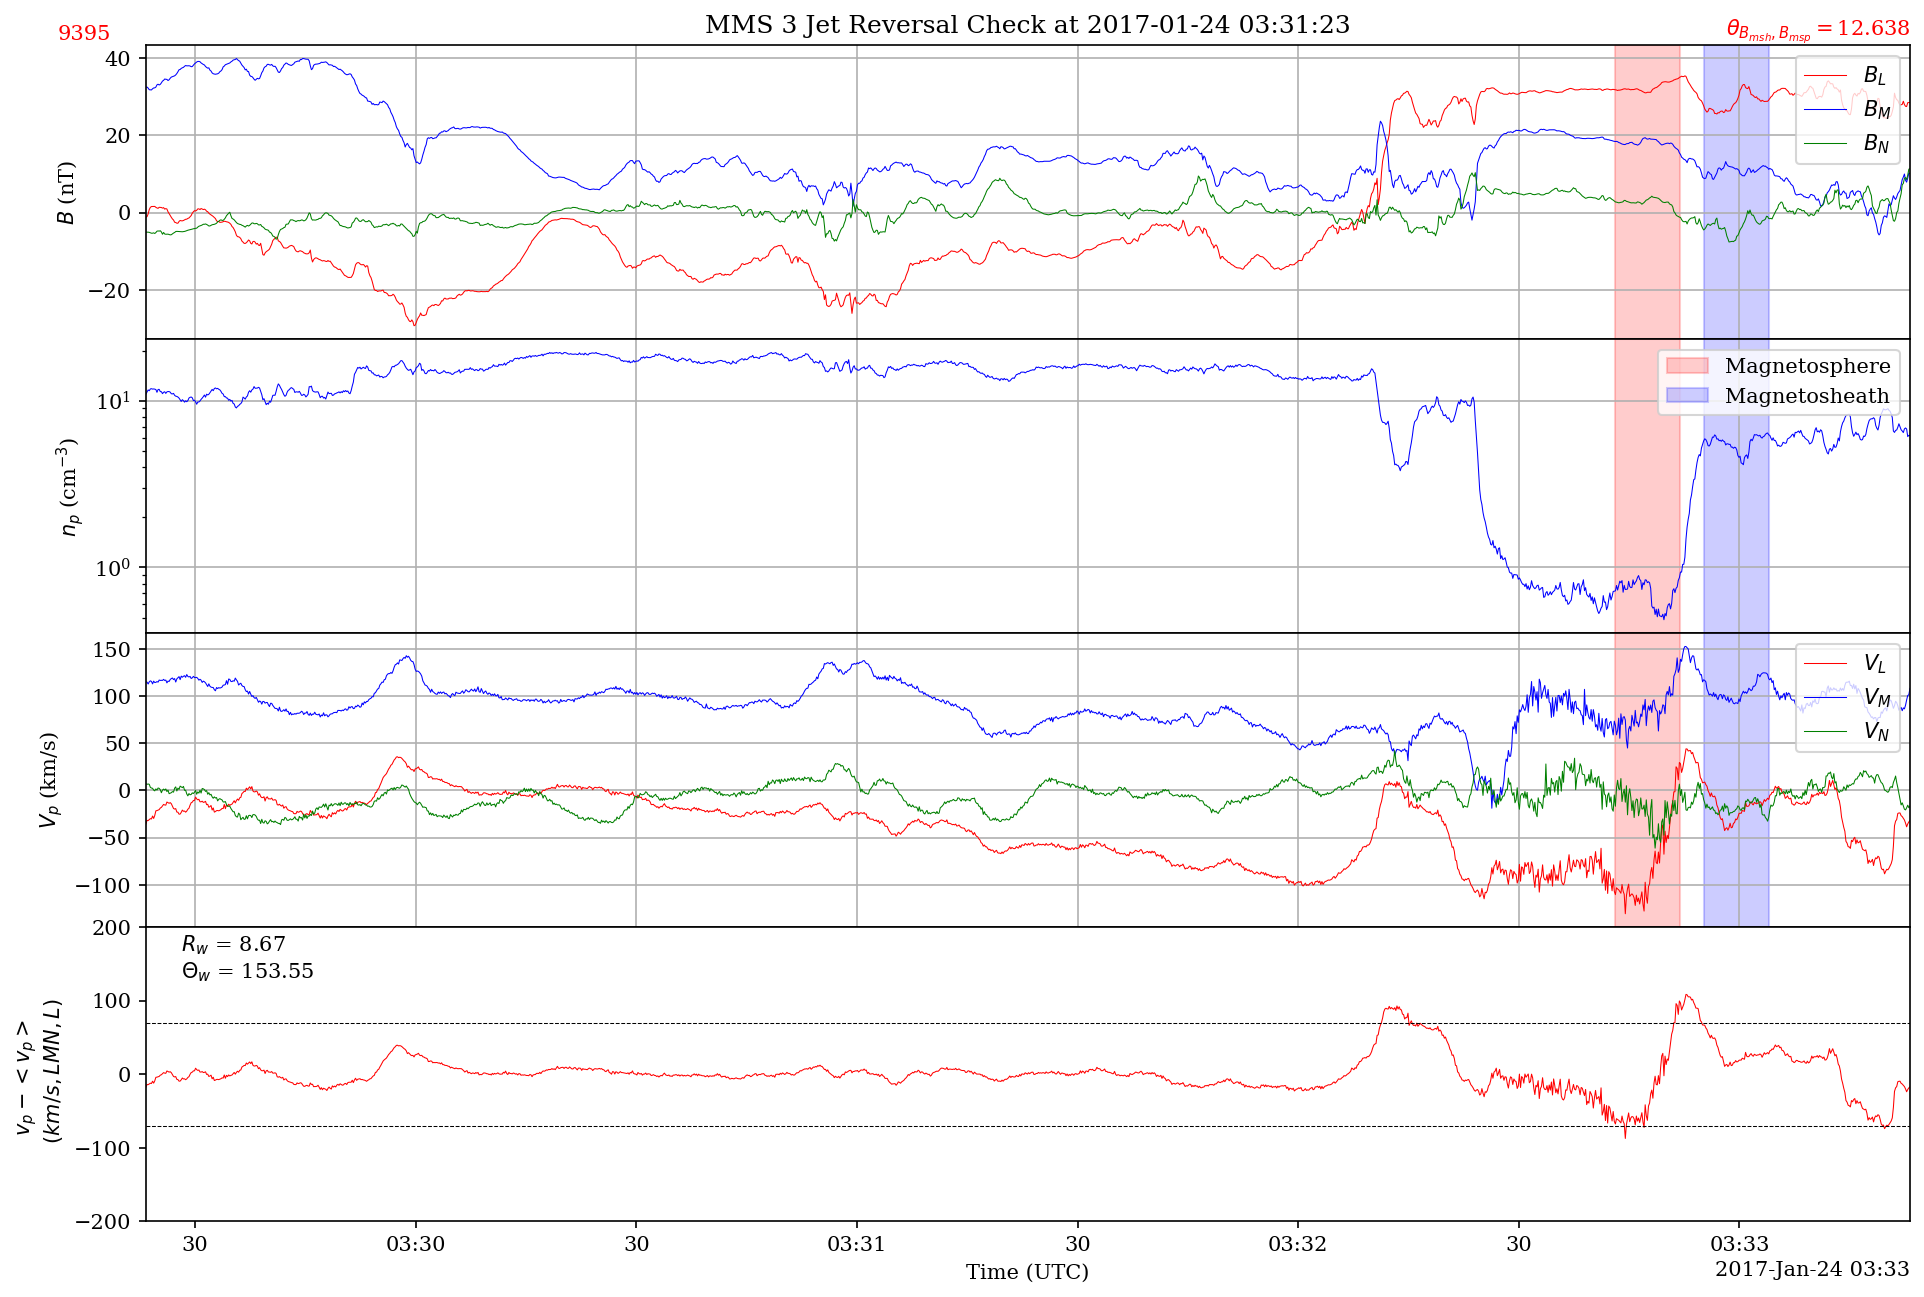 MMS 3 Jet Reversal Check at 2017-01-24 03:31:23
9395
θ_{B_{msh}, B_{msp}} = 12.638
40
20
0
−20
B (nT)
B_L
B_M
B_N
10^1
10^0
n_p (cm^{−3})
Magnetosphere
Magnetosheath
150
100
50
0
−50
−100
V_p (km/s)
V_L
V_M
V_N
200
100
0
−100
−200
v_p − < v_p >
(km/s, LMN, L)
R_w = 8.67
Θ_w = 153.55
30 03:30 30 03:31 30 03:32 30 03:33
Time (UTC)
2017-Jan-24 03:33